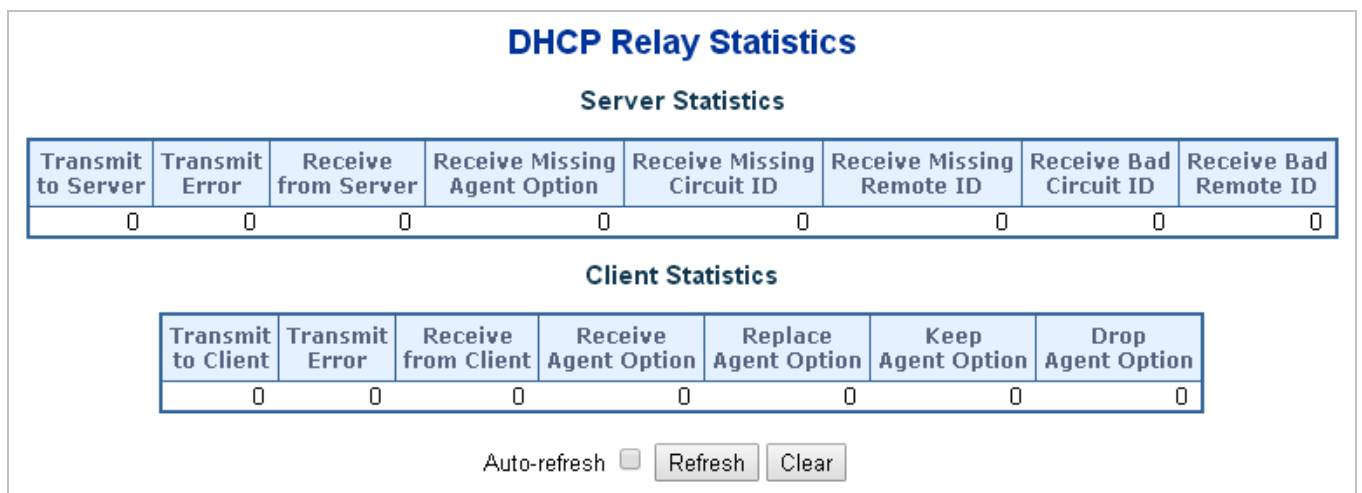 DHCP Relay Statistics
Server Statistics
Transmit to Server Transmit Error Receive from Server Receive Missing Agent Option Receive Missing Circuit ID Receive Missing Remote ID Receive Bad Circuit ID Receive Bad Remote ID
0 0 0 0 0 0 0 0
Client Statistics
Transmit to Client Transmit Error Receive from Client Receive Agent Option Replace Agent Option Keep Agent Option Drop Agent Option
0 0 0 0 0 0 0
Auto-refresh Refresh Clear